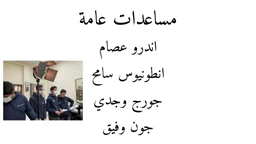 مساعدات عامة
اندرو عصام
انطونيوس سامح
جورج وجدي
جون وفيق